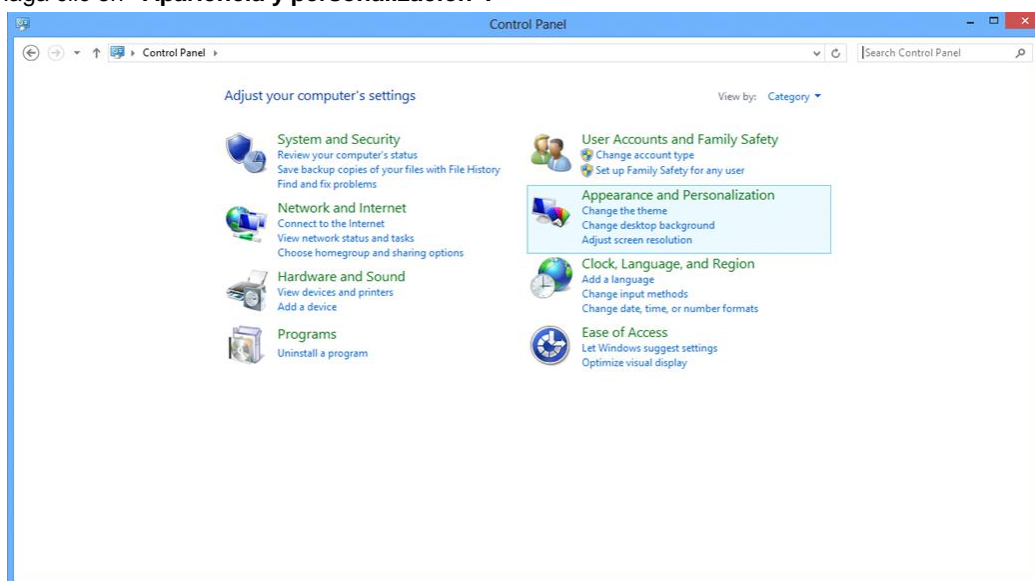 haga clic en "Apariencia y personalización".
Control Panel
Control Panel
Search Control Panel
Adjust your computer's settings
View by: Category
System and Security
Review your computer's status
Save backup copies of your files with File History
Find and fix problems
Network and Internet
Connect to the Internet
View network status and tasks
Choose homegroup and sharing options
Hardware and Sound
View devices and printers
Add a device
Programs
Uninstall a program
User Accounts and Family Safety
Change account type
Set up Family Safety for any user
Appearance and Personalization
Change the theme
Change desktop background
Adjust screen resolution
Clock, Language, and Region
Add a language
Change input methods
Change date, time, or number formats
Ease of Access
Let Windows suggest settings
Optimize visual display